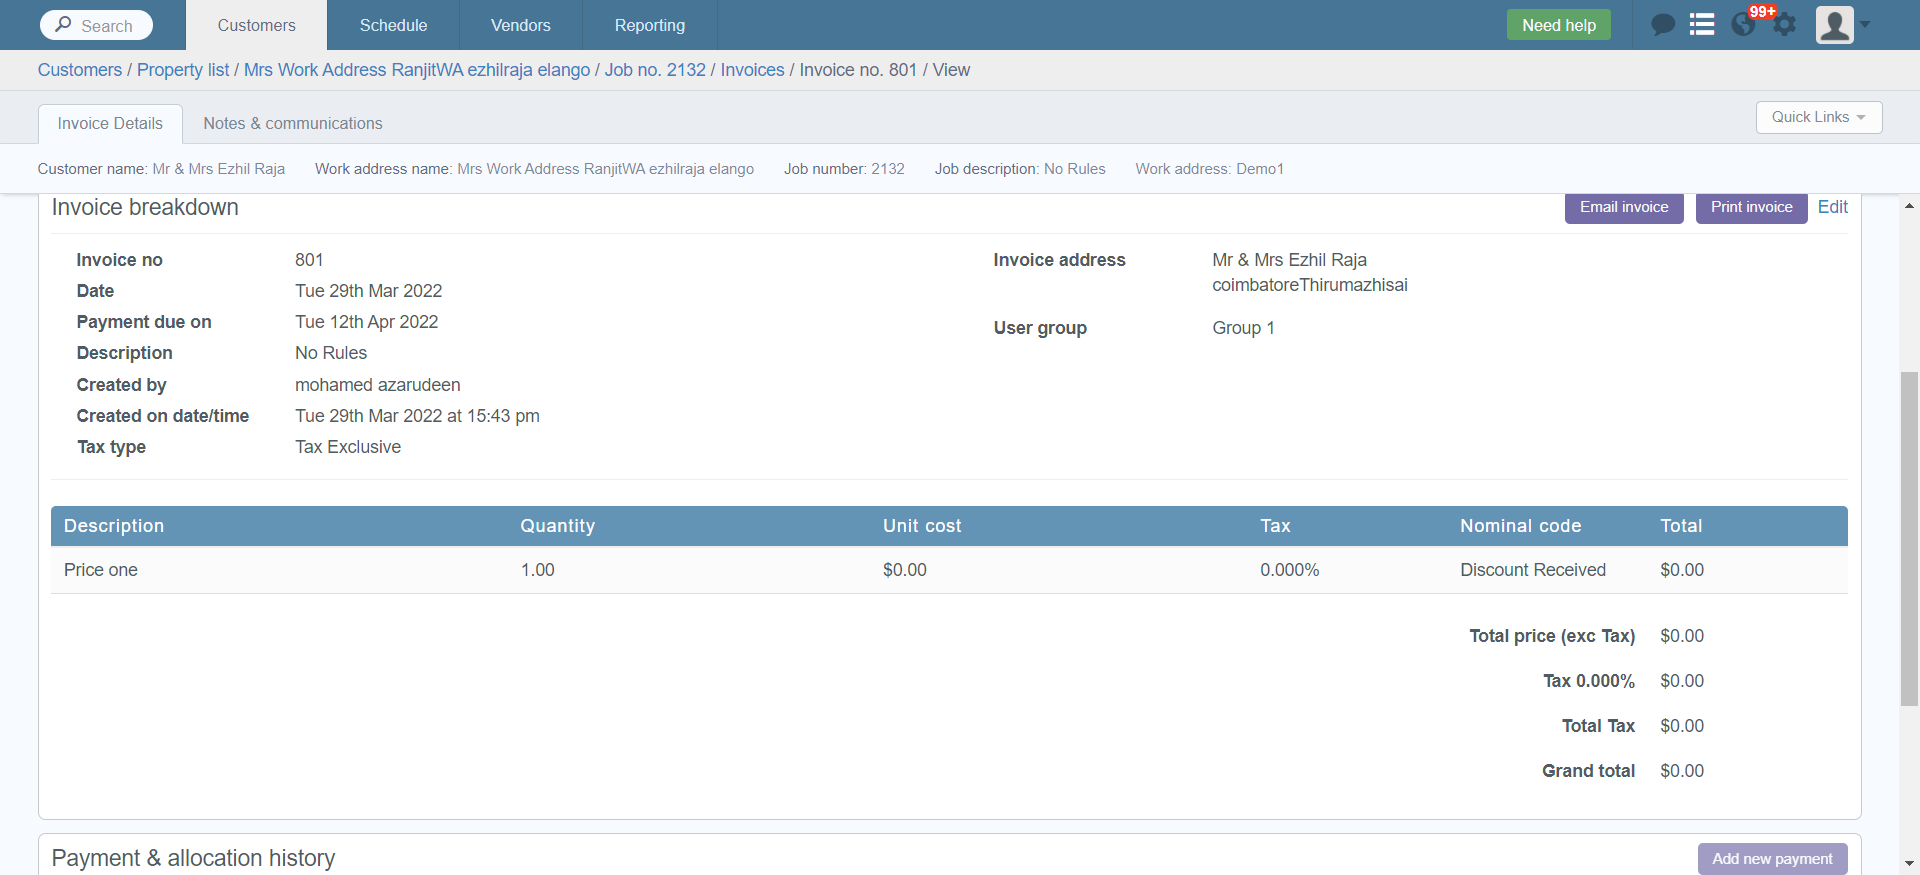 Search
Customers
Schedule
Vendors
Reporting
Need help
99+
Customers / Property list / Mrs Work Address RanjitWA ezhilraja elango / Job no. 2132 / Invoices / Invoice no. 801 / View
Invoice Details
Notes & communications
Quick Links
Customer name: Mr & Mrs Ezhil Raja
Work address name: Mrs Work Address RanjitWA ezhilraja elango
Job number: 2132
Job description: No Rules
Work address: Demo1
Invoice breakdown
Email invoice
Print invoice
Edit
Invoice no 801
Date Tue 29th Mar 2022
Payment due on Tue 12th Apr 2022
Description No Rules
Created by mohamed azarudeen
Created on date/time Tue 29th Mar 2022 at 15:43 pm
Tax type Tax Exclusive
Invoice address Mr & Mrs Ezhil Raja
coimbatoreThirumazhisai
User group Group 1
Description Quantity Unit cost Tax Nominal code Total
Price one 1.00 $0.00 0.000% Discount Received $0.00
Total price (exc Tax) $0.00
Tax 0.000% $0.00
Total Tax $0.00
Grand total $0.00
Payment & allocation history
Add new payment